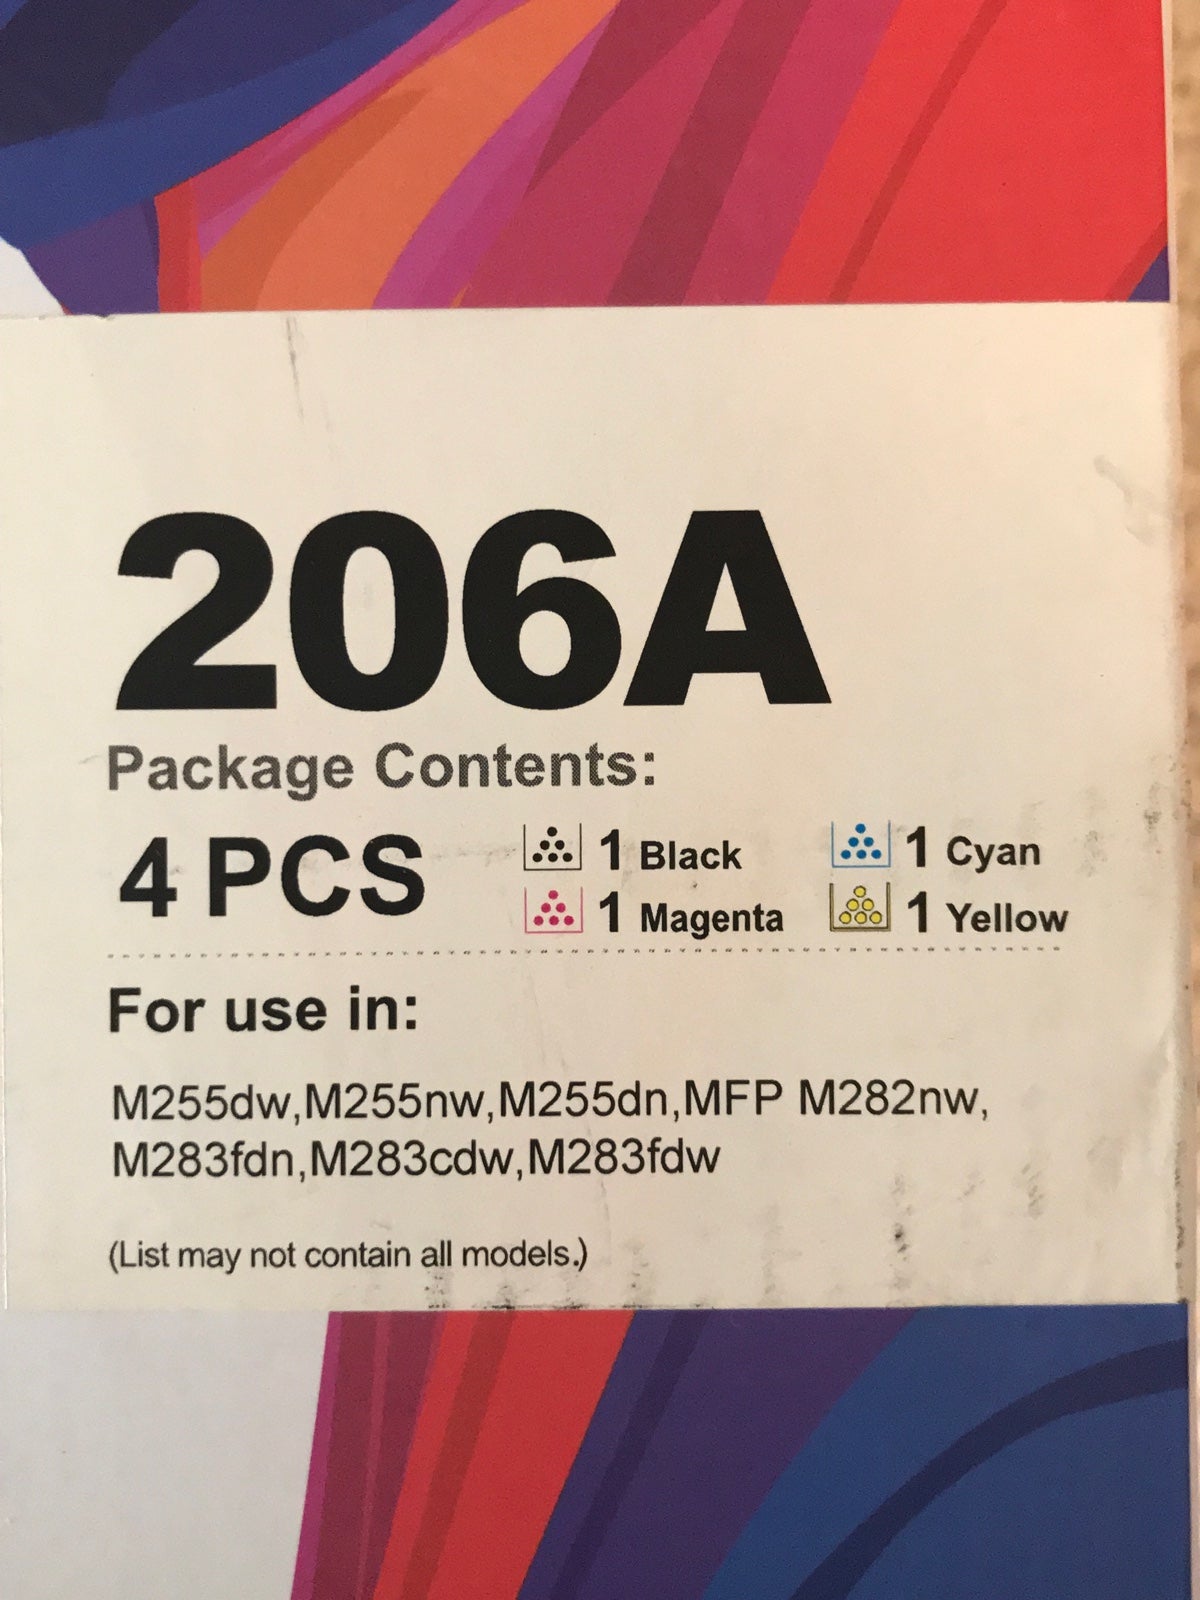 206A
Package Contents:
4 PCS
1 Black
1 Cyan
1 Magenta
1 Yellow
For use in:
M255dw,M255nw,M255dn,MFP M282nw,
M283fdn,M283cdw,M283fdw
(List may not contain all models.)